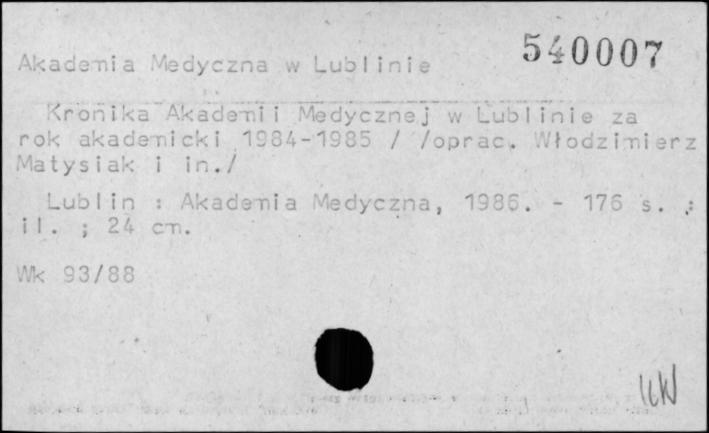 540007
Akademia Medyczna w Lublinie
Kronika Akademii Medycznej w Lublinie za
rok akademicki 1984-1985 / /oprac. Włodzimierz
Matysiak i in./
Lublin : Akademia Medyczna, 1986. - 176 s. :
il. ; 24 cm.
Wk 93/88